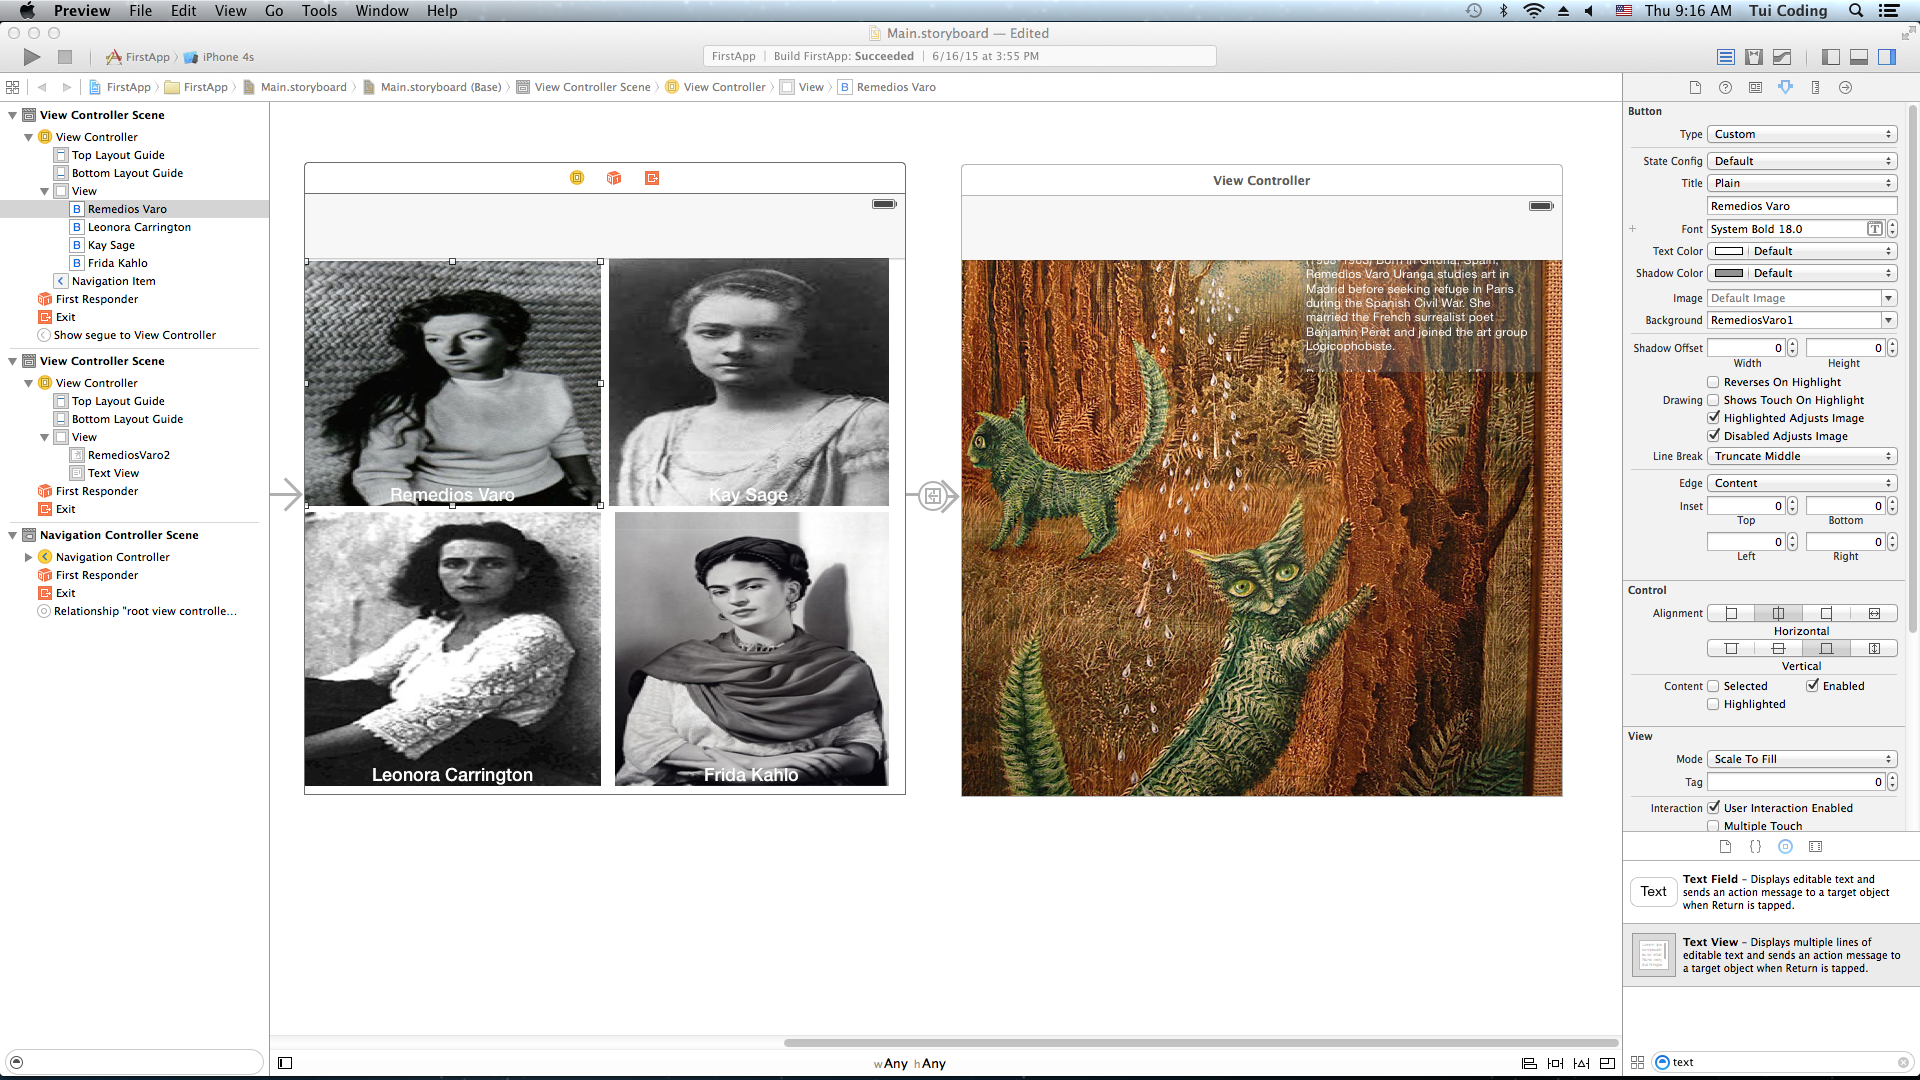 Preview File Edit View Go Tools Window Help Thu 9:16 AM Tui Coding
Main.storyboard — Edited
FirstApp iPhone 4s
FirstApp Build FirstApp: Succeeded 6/16/15 at 3:55 PM
FirstApp FirstApp Main.storyboard Main.storyboard (Base) View Controller Scene View Controller View B Remedios Varo
View Controller Scene
View Controller
Top Layout Guide
Bottom Layout Guide
View
B Remedios Varo
B Leonora Carrington
B Kay Sage
B Frida Kahlo
Navigation Item
First Responder
Exit
Show segue to View Controller
View Controller Scene
View Controller
Top Layout Guide
Bottom Layout Guide
View
RemediosVaro2
Text View
First Responder
Exit
Navigation Controller Scene
Navigation Controller
First Responder
Exit
Relationship "root view controlle...
Remedios Varo
Kay Sage
Leonora Carrington
Frida Kahlo
View Controller
Remedios Varo Uranga studies art in
Madrid before seeking refuge in Paris
during the Spanish Civil War. She
married the French surrealist poet
Benjamin Peret and joined the art group
Logicophobiste.
wAny hAny
Button
Type Custom
State Config Default
Title Plain
Remedios Varo
+ Font System Bold 18.0 T
Text Color Default
Shadow Color Default
Image Default Image
Background RemediosVaro1
Shadow Offset 0 0
Width Height
Reverses On Highlight
Drawing Shows Touch On Highlight
Highlighted Adjusts Image
Disabled Adjusts Image
Line Break Truncate Middle
Edge Content
Inset 0 0
Top Bottom
0 0
Left Right
Control
Alignment
Horizontal
Vertical
Content Selected Enabled
Highlighted
View
Mode Scale To Fill
Tag 0
Interaction User Interaction Enabled
Multiple Touch
{}
Text
Text Field - Displays editable text and
sends an action message to a target object
when Return is tapped.
Text View - Displays multiple lines of
editable text and sends an action message to
a target object when Return is tapped.
text